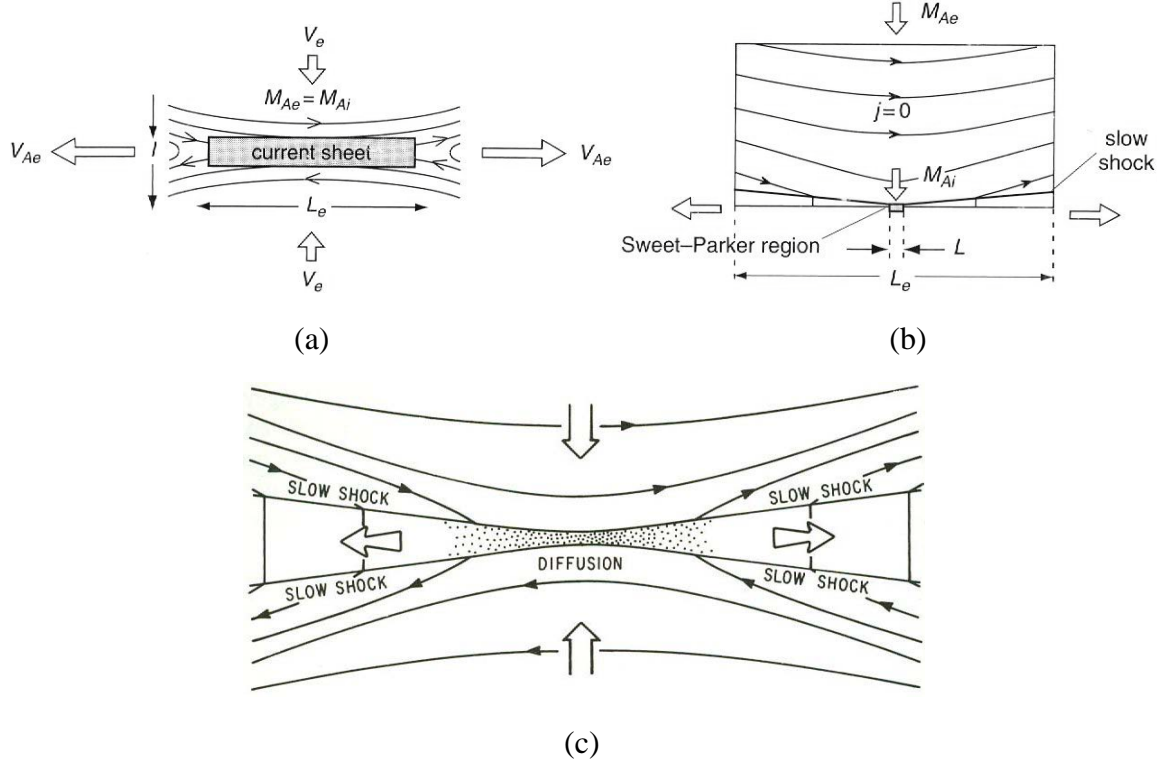 V_e
M_Ae = M_Ai
V_Ae
l
current sheet
V_Ae
L_e
V_e
(a)
M_Ae
j=0
slow
shock
M_Ai
Sweet–Parker region
L
L_e
(b)
SLOW SHOCK
SLOW SHOCK
DIFFUSION
SLOW SHOCK
SLOW SHOCK
(c)